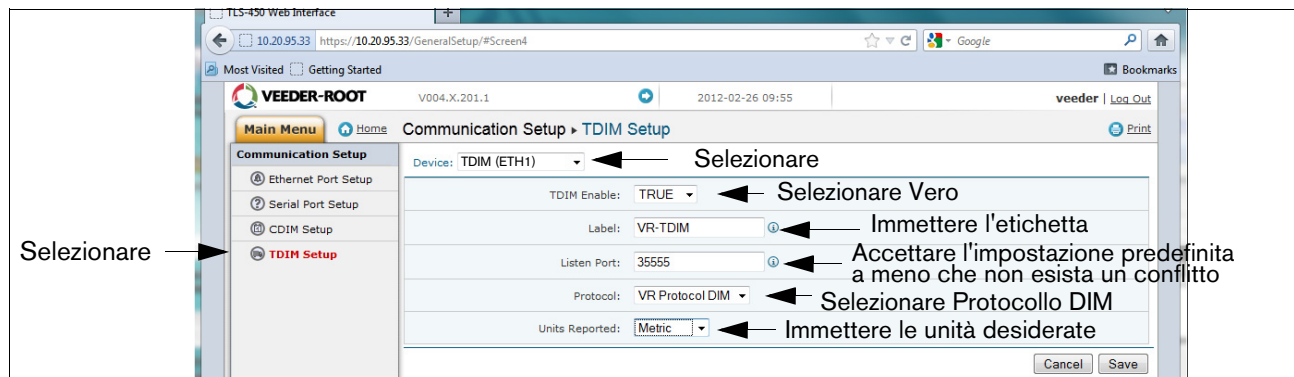 TLS-450 Web Interface +
10.20.95.33 https://10.20.95.33/GeneralSetup/#Screen4 Google
Most Visited Getting Started Bookmarks
VEEDER-ROOT V004.X.201.1 2012-02-26 09:55 veeder | Log Out
Main Menu Home Communication Setup ▸ TDIM Setup Print
Communication Setup
Device: TDIM (ETH1) Selezionare
Ethernet Port Setup
TDIM Enable: TRUE Selezionare Vero
Serial Port Setup
CDIM Setup
Label: VR-TDIM Immettere l'etichetta
Selezionare TDIM Setup
Listen Port: 35555 Accettare l'impostazione predefinita
a meno che non esista un conflitto
Protocol: VR Protocol DIM Selezionare Protocollo DIM
Units Reported: Metric Immettere le unità desiderate
Cancel Save